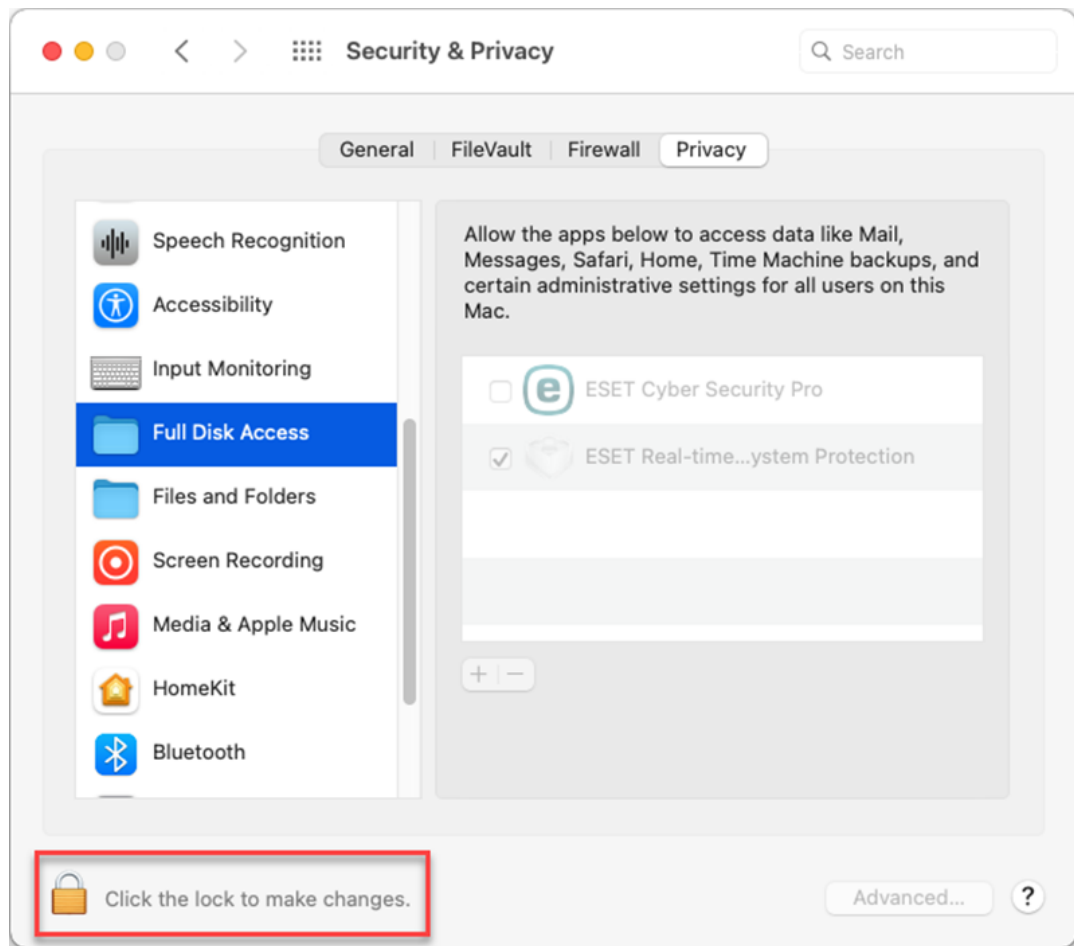 Security & Privacy
Search
General
FileVault
Firewall
Privacy
Speech Recognition
Accessibility
Input Monitoring
Full Disk Access
Files and Folders
Screen Recording
Media & Apple Music
HomeKit
Bluetooth
Allow the apps below to access data like Mail,
Messages, Safari, Home, Time Machine backups, and
certain administrative settings for all users on this
Mac.
e
ESET Cyber Security Pro
ESET Real-time...ystem Protection
+
−
Click the lock to make changes.
Advanced...
?